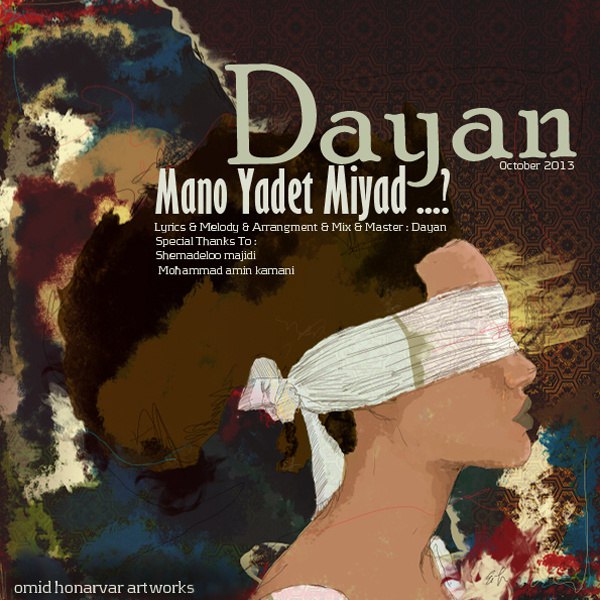 Dayan
October 2013
Mano Yadet Miyad ...?
Lyrics & Melody & Arrangment & Mix & Master : Dayan
Special Thanks To :
Shemadeloo majidi
Mohammad amin kamani
omid honarvar artworks